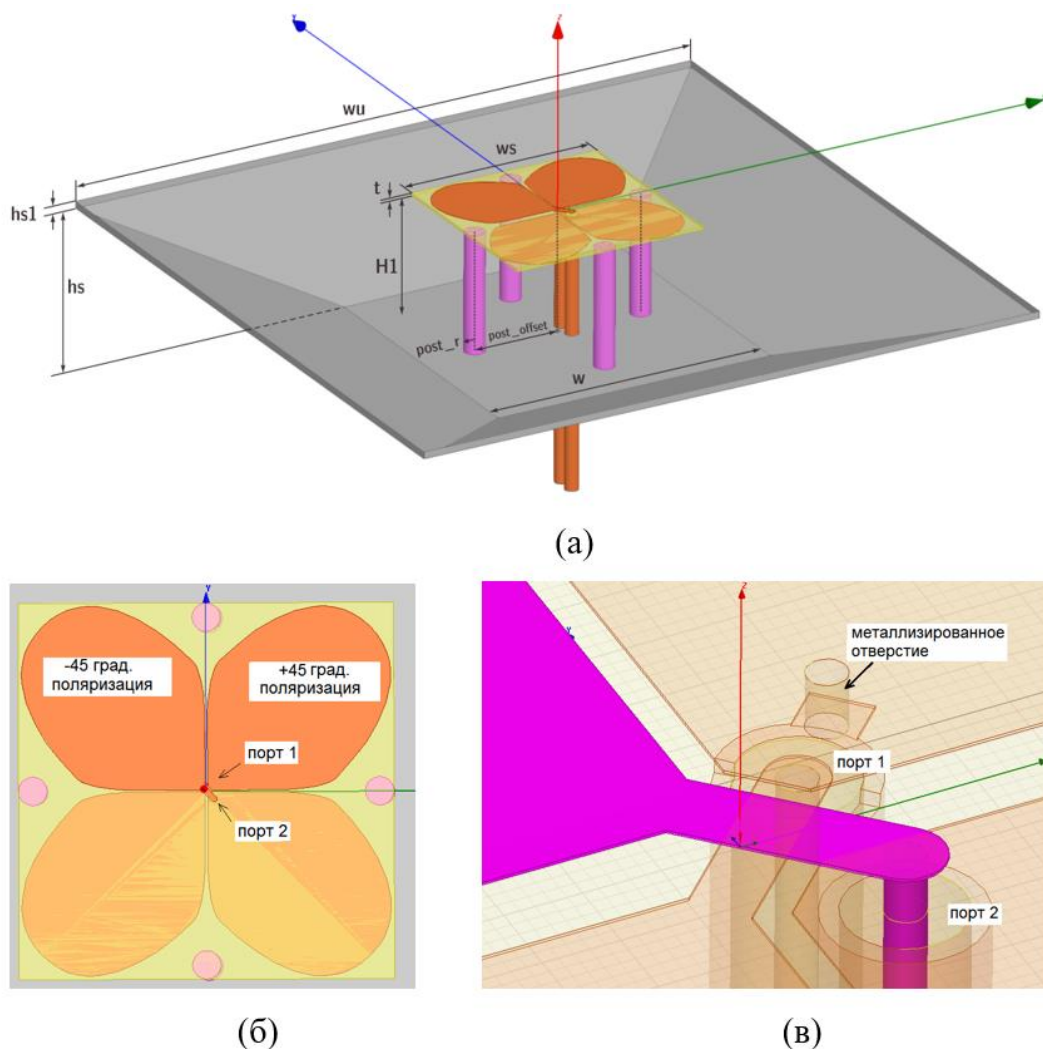 z
wu
ws
t
hs1
H1
hs
post_r
post_offset
w
(а)
Y
-45 град.
поляризация
+45 град.
поляризация
порт 1
порт 2
(б)
z
металлизированное
отверстие
порт 1
порт 2
(в)